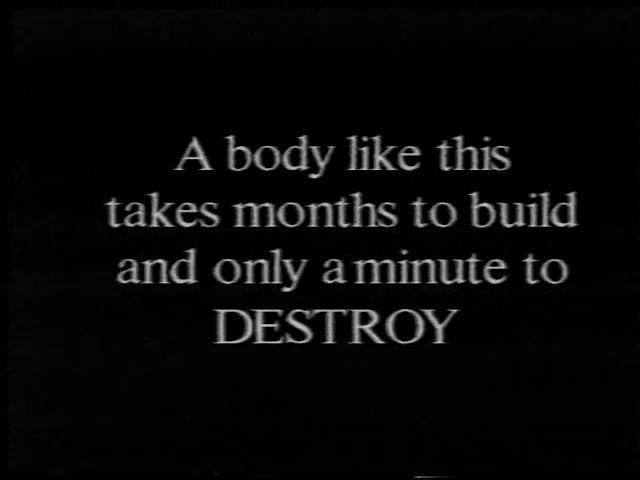 A body like this
takes months to build
and only a minute to
DESTROY